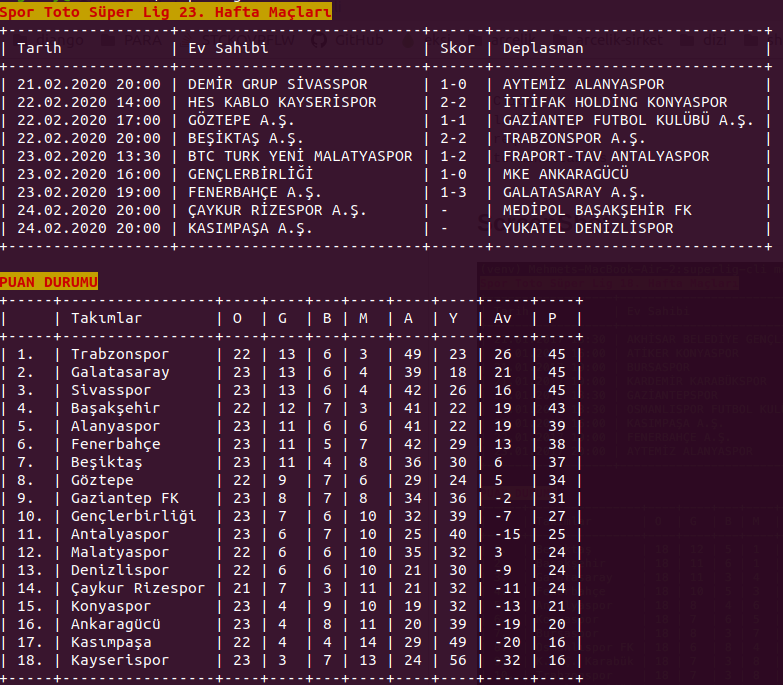 Spor Toto Süper Lig 23. Hafta Maçları
| Tarih | Ev Sahibi | Skor | Deplasman |
| 21.02.2020 20:00 | DEMİR GRUP SİVASSPOR | 1-0 | AYTEMİZ ALANYASPOR |
| 22.02.2020 14:00 | HES KABLO KAYSERİSPOR | 2-2 | İTTİFAK HOLDİNG KONYASPOR |
| 22.02.2020 17:00 | GÖZTEPE A.Ş. | 1-1 | GAZİANTEP FUTBOL KULÜBÜ A.Ş. |
| 22.02.2020 20:00 | BEŞİKTAŞ A.Ş. | 2-2 | TRABZONSPOR A.Ş. |
| 23.02.2020 13:30 | BTC TURK YENİ MALATYASPOR | 1-2 | FRAPORT-TAV ANTALYASPOR |
| 23.02.2020 16:00 | GENÇLERBİRLİĞİ | 1-0 | MKE ANKARAGÜCÜ |
| 23.02.2020 19:00 | FENERBAHÇE A.Ş. | 1-3 | GALATASARAY A.Ş. |
| 24.02.2020 20:00 | ÇAYKUR RİZESPOR A.Ş. | - | MEDİPOL BAŞAKŞEHİR FK |
| 24.02.2020 20:00 | KASIMPAŞA A.Ş. | - | YUKATEL DENİZLİSPOR |
PUAN DURUMU
| | Takımlar | O | G | B | M | A | Y | Av | P |
| 1. | Trabzonspor | 22 | 13 | 6 | 3 | 49 | 23 | 26 | 45 |
| 2. | Galatasaray | 23 | 13 | 6 | 4 | 39 | 18 | 21 | 45 |
| 3. | Sivasspor | 23 | 13 | 6 | 4 | 42 | 26 | 16 | 45 |
| 4. | Başakşehir | 22 | 12 | 7 | 3 | 41 | 22 | 19 | 43 |
| 5. | Alanyaspor | 23 | 11 | 6 | 6 | 41 | 22 | 19 | 39 |
| 6. | Fenerbahçe | 23 | 11 | 5 | 7 | 42 | 29 | 13 | 38 |
| 7. | Beşiktaş | 23 | 11 | 4 | 8 | 36 | 30 | 6 | 37 |
| 8. | Göztepe | 22 | 9 | 7 | 6 | 29 | 24 | 5 | 34 |
| 9. | Gaziantep FK | 23 | 8 | 7 | 8 | 34 | 36 | -2 | 31 |
| 10. | Gençlerbirliği | 23 | 7 | 6 | 10 | 32 | 39 | -7 | 27 |
| 11. | Antalyaspor | 23 | 6 | 7 | 10 | 25 | 40 | -15 | 25 |
| 12. | Malatyaspor | 22 | 6 | 6 | 10 | 35 | 32 | 3 | 24 |
| 13. | Denizlispor | 22 | 6 | 6 | 10 | 21 | 30 | -9 | 24 |
| 14. | Çaykur Rizespor | 21 | 7 | 3 | 11 | 21 | 32 | -11 | 24 |
| 15. | Konyaspor | 23 | 4 | 9 | 10 | 19 | 32 | -13 | 21 |
| 16. | Ankaragücü | 23 | 4 | 8 | 11 | 20 | 39 | -19 | 20 |
| 17. | Kasımpaşa | 22 | 4 | 4 | 14 | 29 | 49 | -20 | 16 |
| 18. | Kayserispor | 23 | 3 | 7 | 13 | 24 | 56 | -32 | 16 |